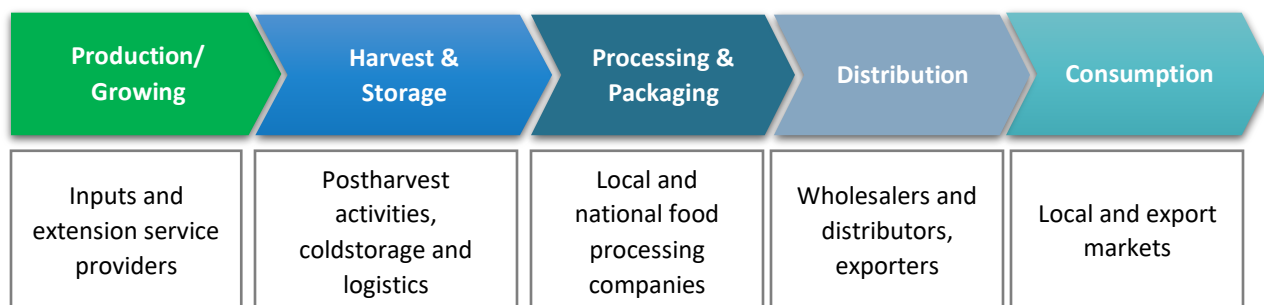 Production/
Growing
Harvest &
Storage
Processing &
Packaging
Distribution
Consumption
Inputs and
extension service
providers
Postharvest
activities,
coldstorage and
logistics
Local and
national food
processing
companies
Wholesalers and
distributors,
exporters
Local and export
markets